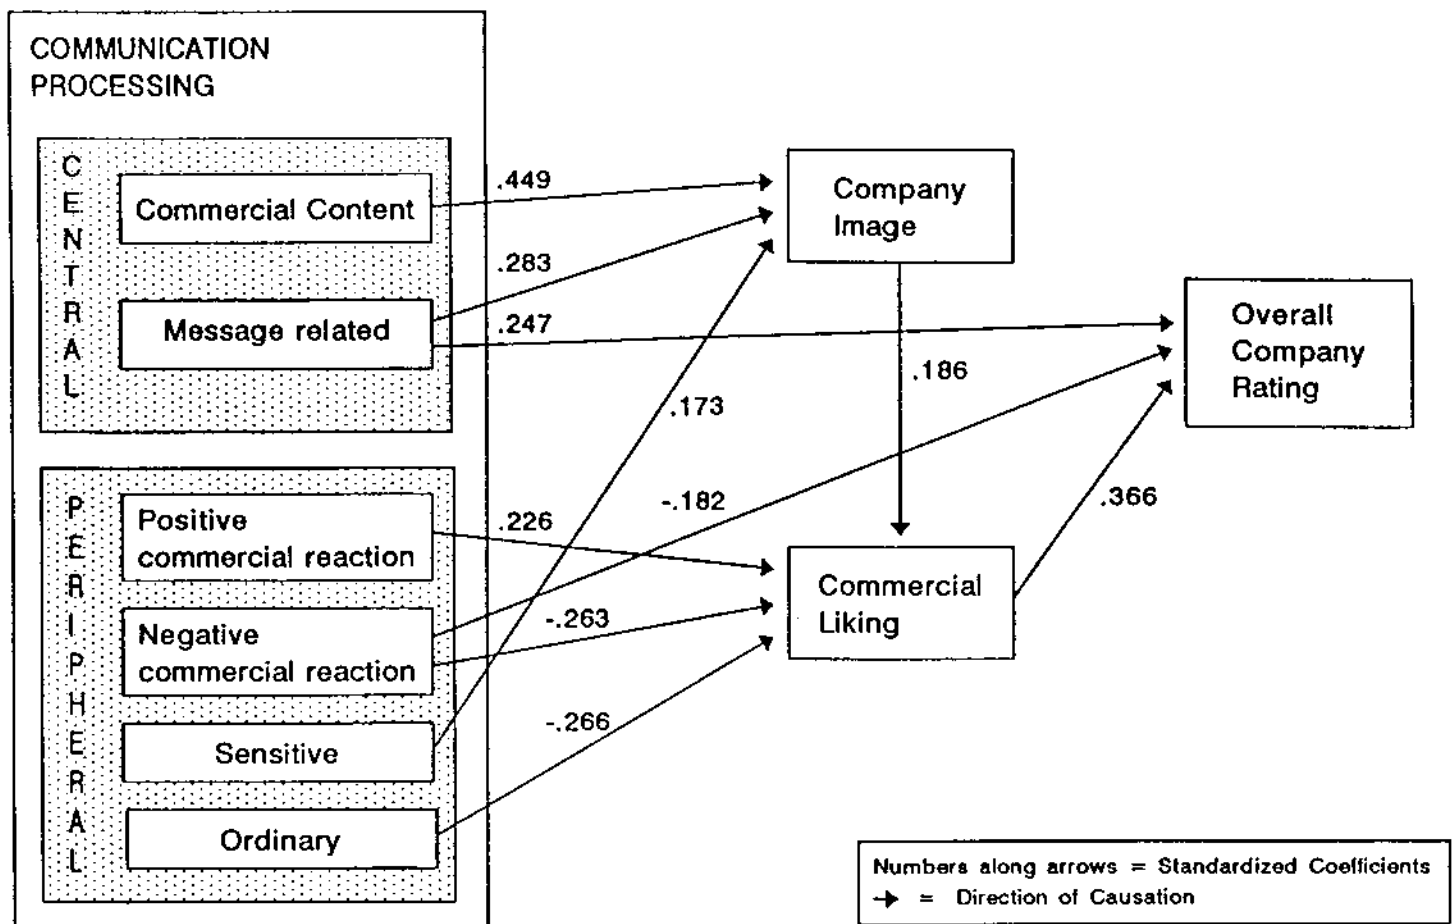 COMMUNICATION
PROCESSING
CENTRAL
Commercial Content
Message related
PERIPHERAL
Positive
commercial reaction
Negative
commercial reaction
Sensitive
Ordinary
.449
.283
.247
.173
.226
-.182
-.263
-.266
Company
Image
.186
Commercial
Liking
.366
Overall
Company
Rating
Numbers along arrows = Standardized Coefficients
→ = Direction of Causation